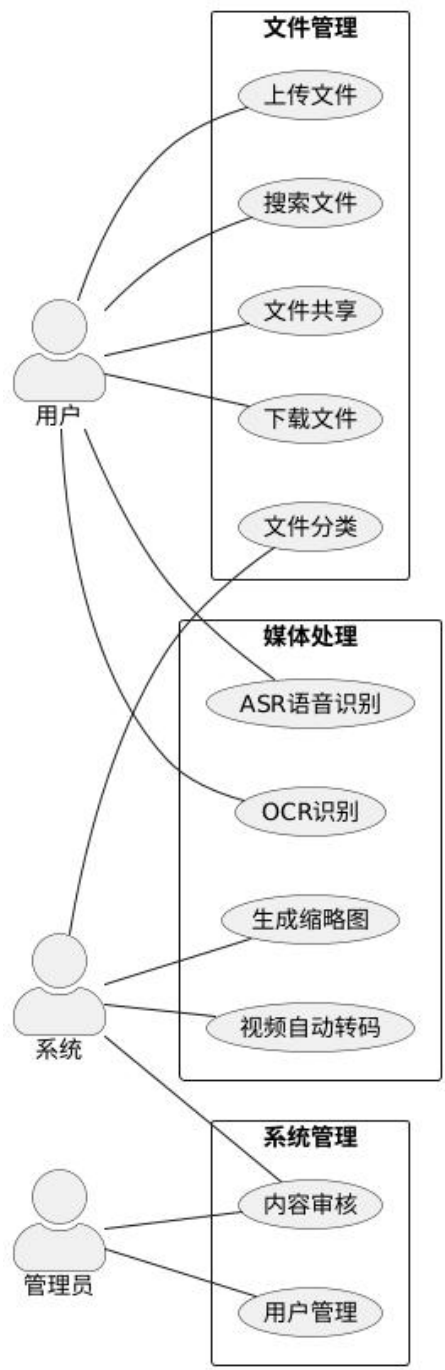 文件管理
上传文件
搜索文件
文件共享
用户
下载文件
文件分类
媒体处理
ASR语音识别
OCR识别
生成缩略图
视频自动转码
系统
系统管理
内容审核
管理员
用户管理